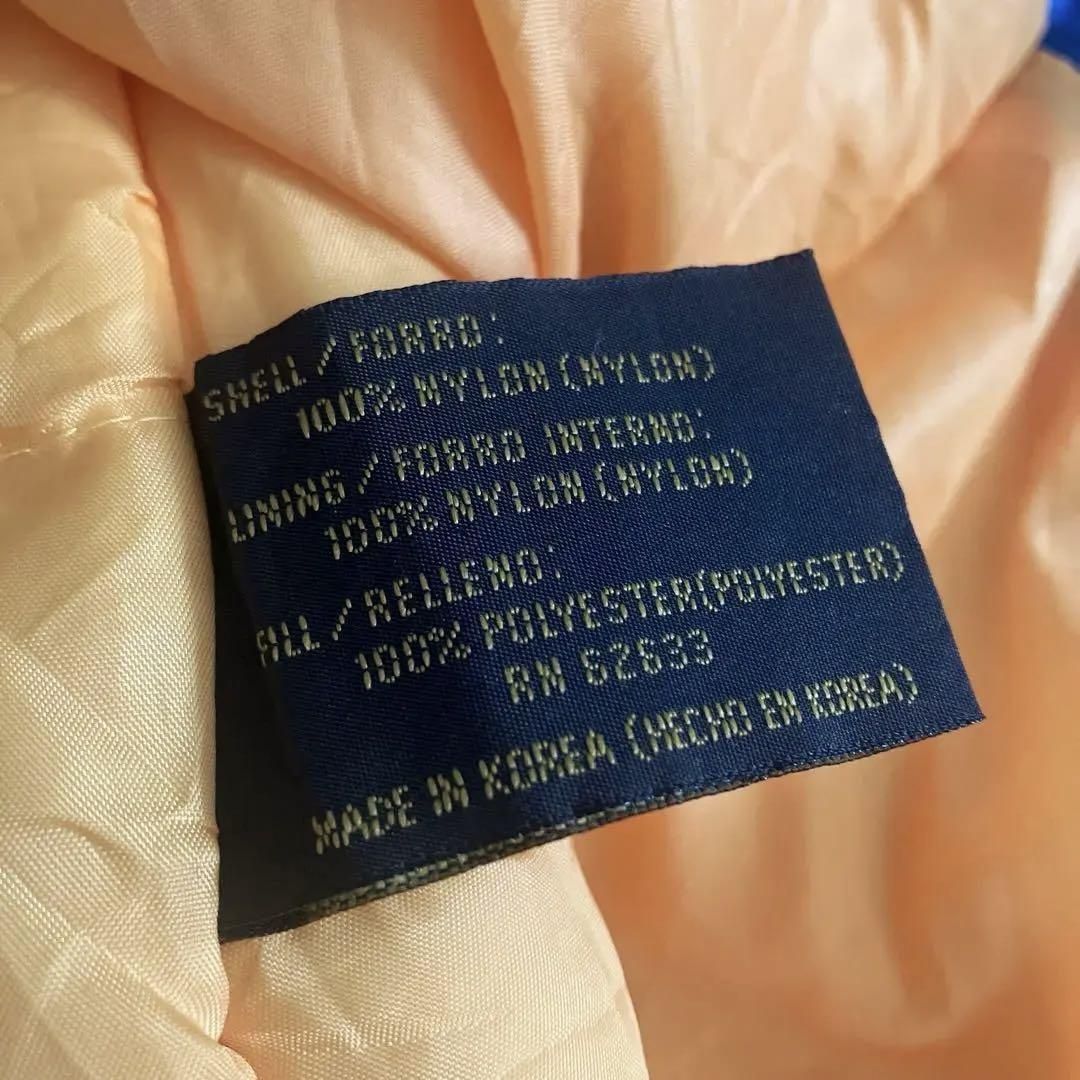 SHELL / FORRO:
100% NYLON (NYLON)
LINING / FORRO INTERNO:
100% NYLON (NYLON)
FILL / RELLENO:
100% POLYESTER(POLYESTER)
RN 62833
MADE IN KOREA (HECHO EN KOREA)